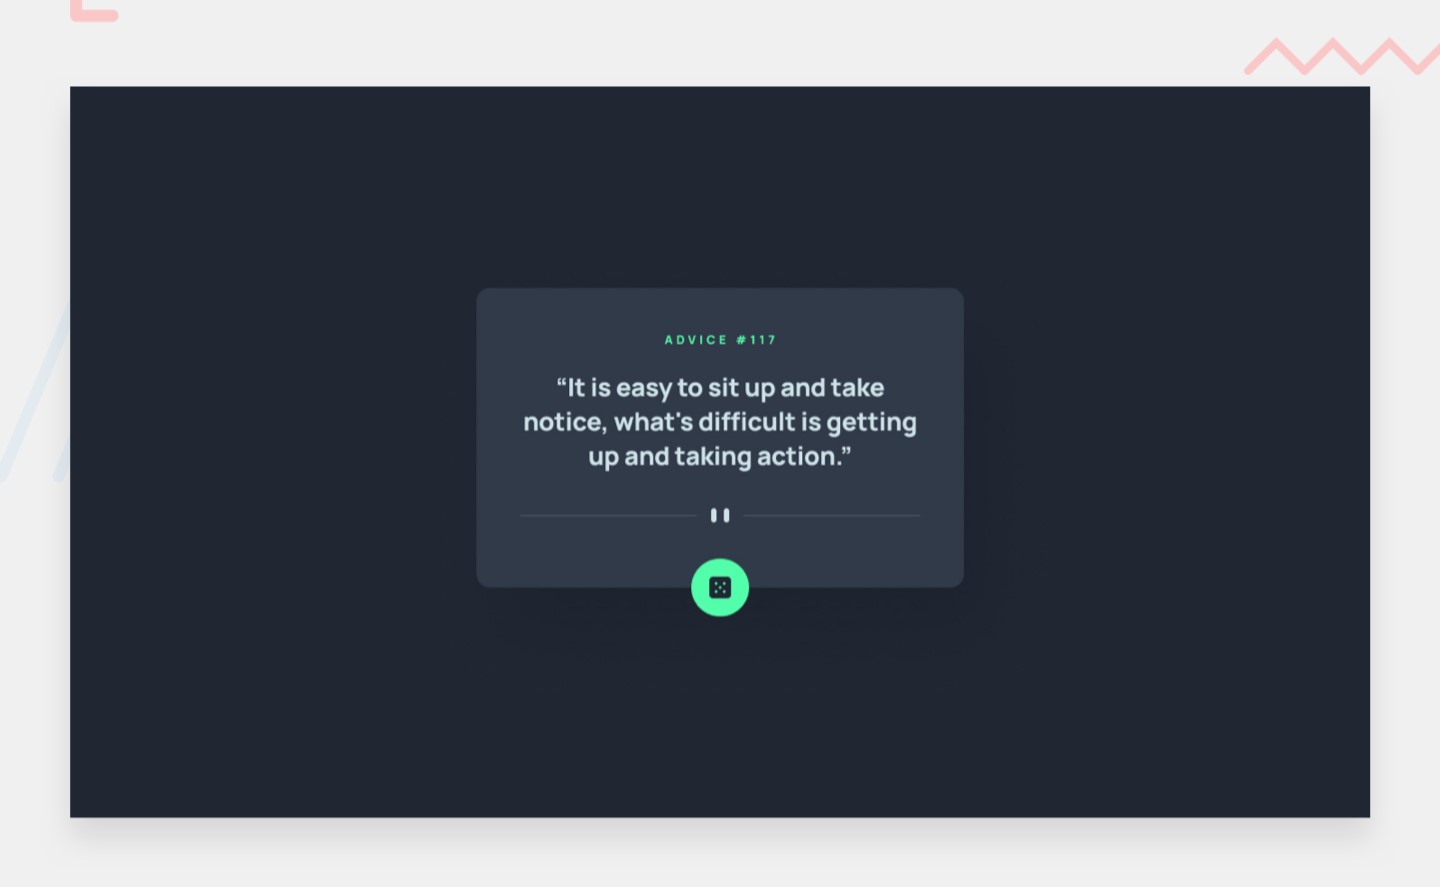 ADVICE #117
“It is easy to sit up and take
notice, what's difficult is getting
up and taking action.”